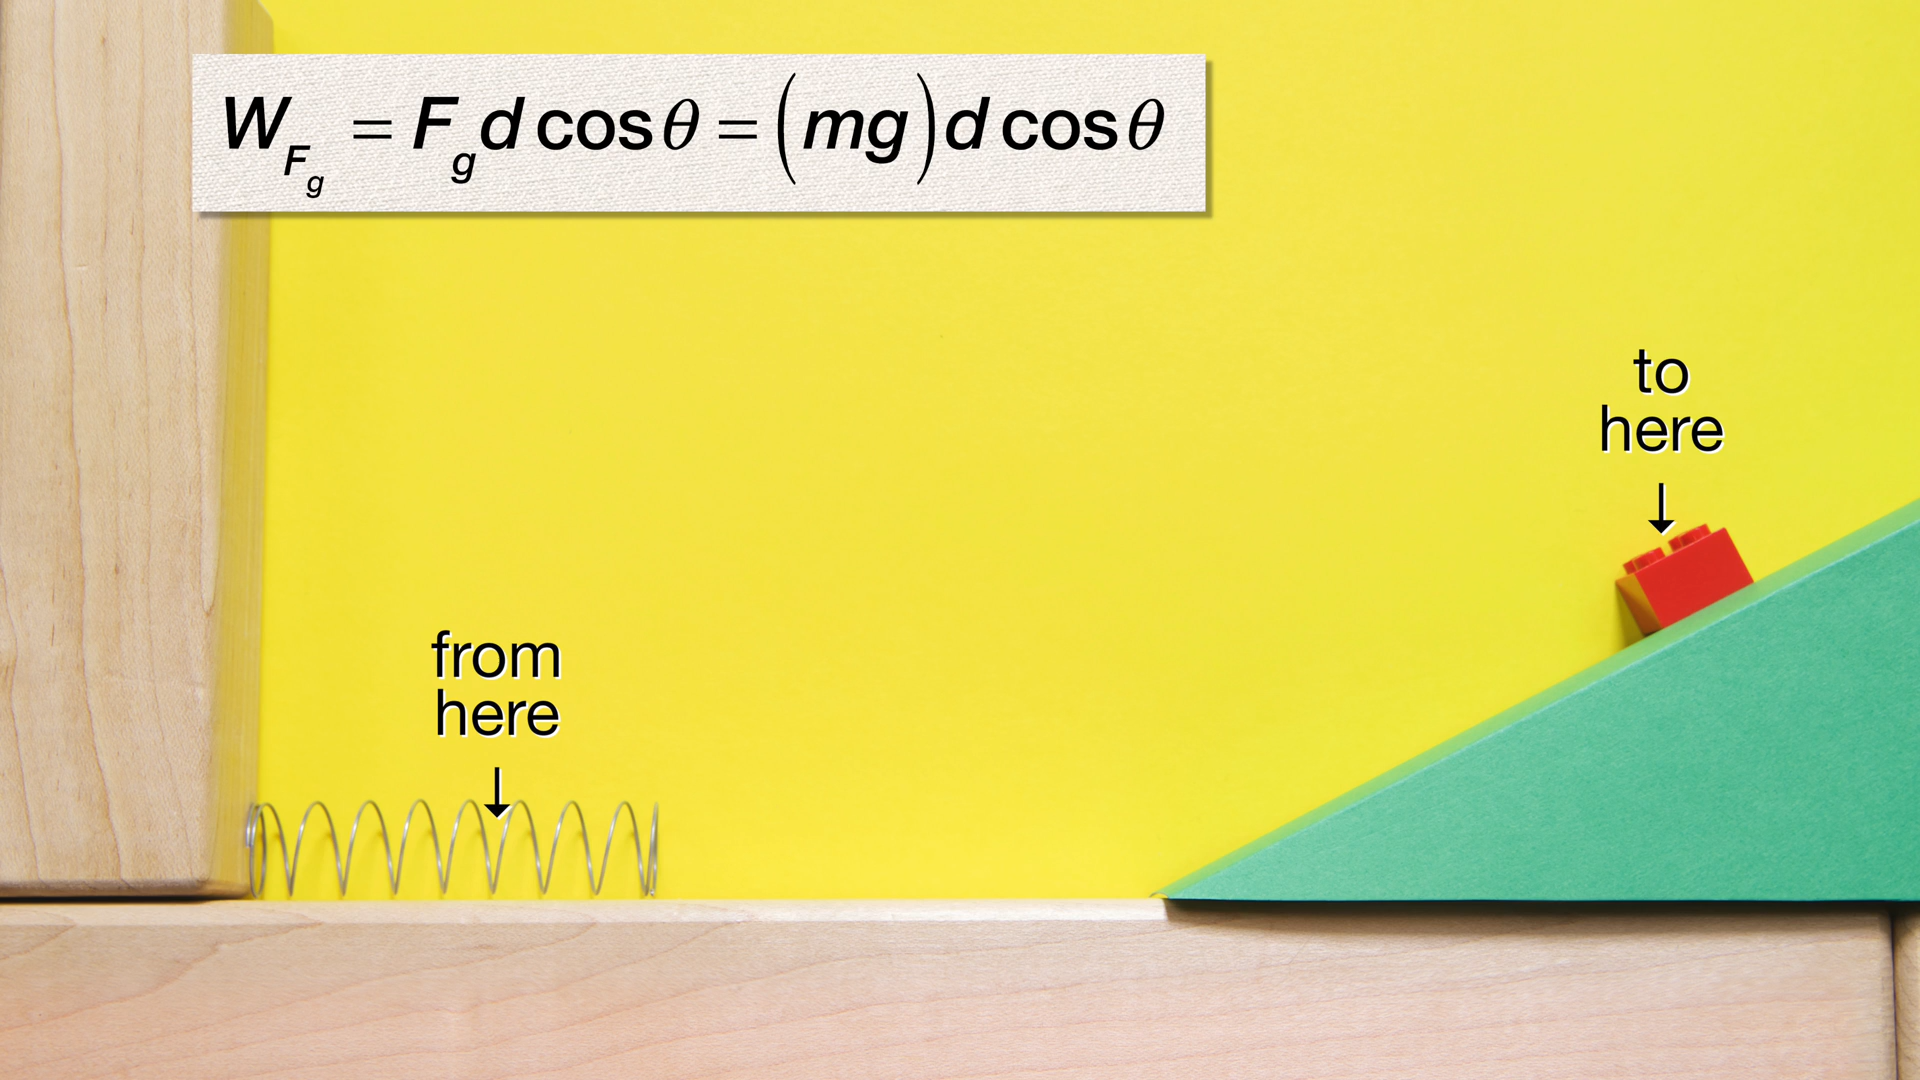 W_{F_g} = F_g d cos θ = (mg) d cos θ
to
here
↓
from
here
↓